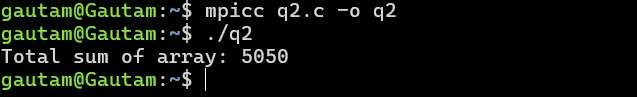 gautam@Gautam:~$ mpicc q2.c -o q2
gautam@Gautam:~$ ./q2
Total sum of array: 5050
gautam@Gautam:~$